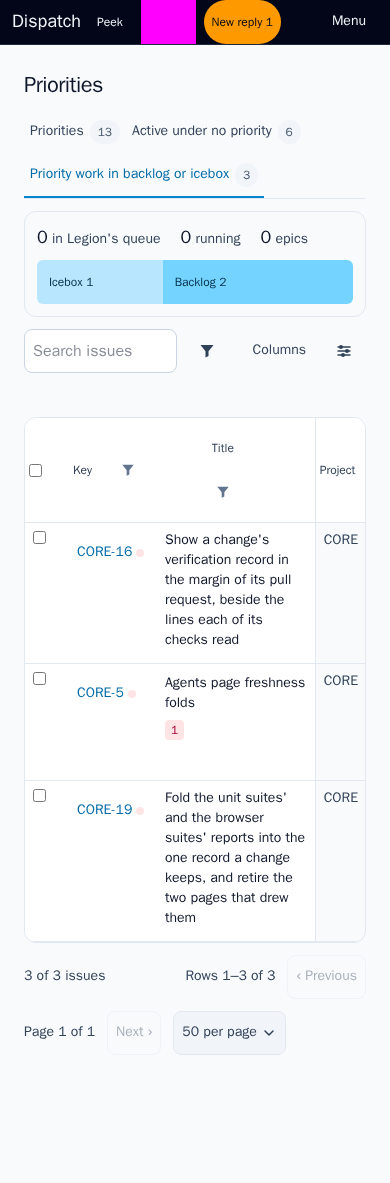 Dispatch Peek New reply 1 Menu
Priorities
Priorities 13 Active under no priority 6
Priority work in backlog or icebox 3
0 in Legion's queue 0 running 0 epics
Icebox 1 Backlog 2
Search issues Columns
Title
Key Project
CORE-16 Show a change's CORE
verification record in
the margin of its pull
request, beside the
lines each of its
checks read
CORE-5 Agents page freshness CORE
folds
1
CORE-19 Fold the unit suites' CORE
and the browser
suites' reports into the
one record a change
keeps, and retire the
two pages that drew
them
3 of 3 issues Rows 1–3 of 3 ‹ Previous
Page 1 of 1 Next › 50 per page